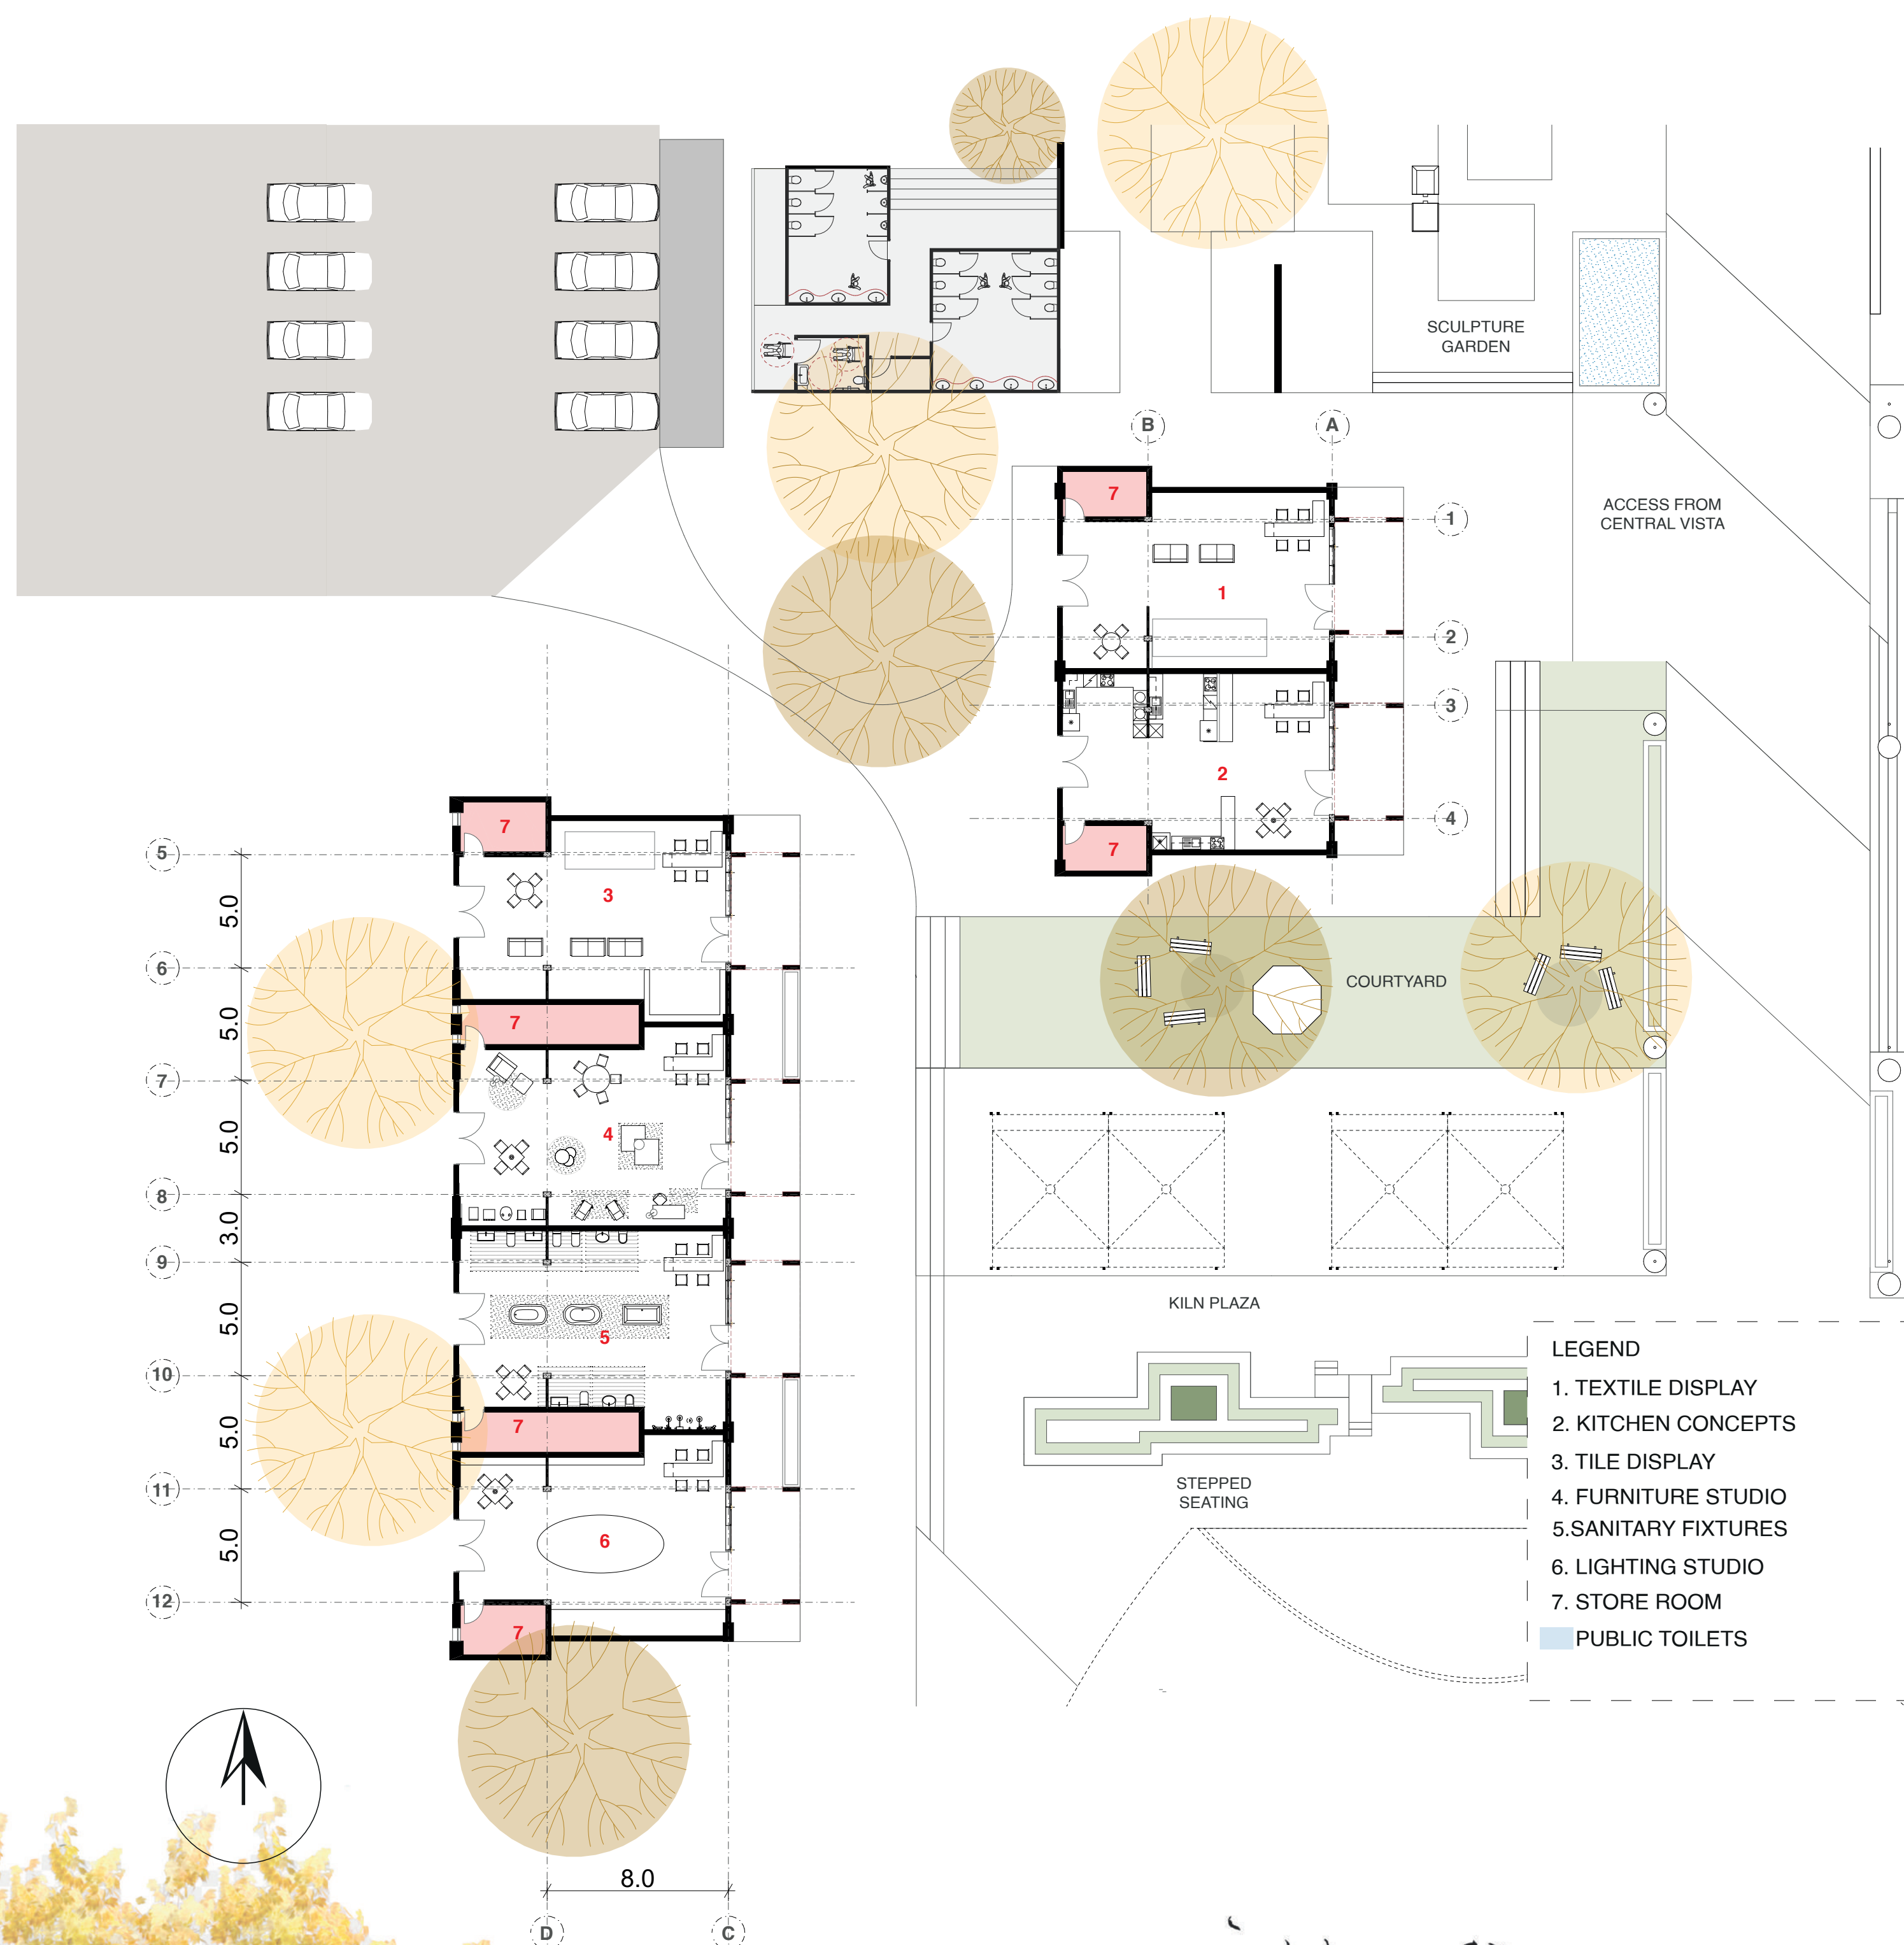 SCULPTURE
GARDEN
B
A
ACCESS FROM
CENTRAL VISTA
7
1
1
2
3
2
4
7
7
5
3
5.0
6
COURTYARD
7
5.0
7
4
5.0
8
3.0
9
5.0
5
KILN PLAZA
10
7
5.0
11
STEPPED
SEATING
6
5.0
12
7
LEGEND
1. TEXTILE DISPLAY
2. KITCHEN CONCEPTS
3. TILE DISPLAY
4. FURNITURE STUDIO
5.SANITARY FIXTURES
6. LIGHTING STUDIO
7. STORE ROOM
PUBLIC TOILETS
8.0
D
C